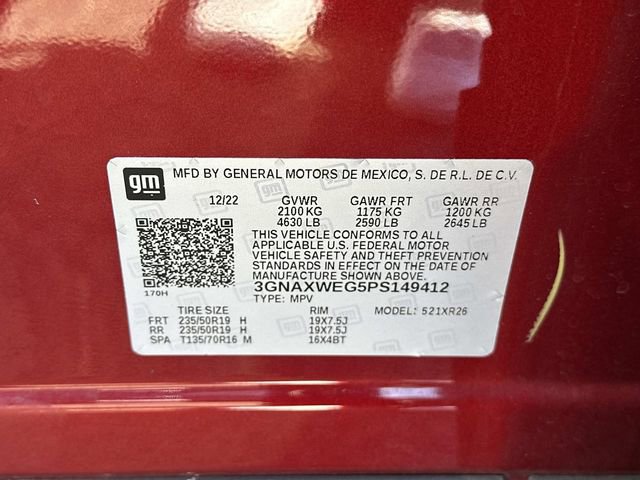 gm MFD BY GENERAL MOTORS DE MEXICO, S. DE R.L. DE C.V.
12/22 GVWR GAWR FRT GAWR RR
2100 KG 1175 KG 1200 KG
4630 LB 2590 LB 2645 LB
THIS VEHICLE CONFORMS TO ALL
APPLICABLE U.S. FEDERAL MOTOR
VEHICLE SAFETY AND THEFT PREVENTION
STANDARDS IN EFFECT ON THE DATE OF
MANUFACTURE SHOWN ABOVE.
170H 3GNAXWEG5PS149412
TYPE: MPV
TIRE SIZE RIM MODEL: 521XR26
FRT 235/50R19 H 19X7.5J
RR 235/50R19 H 19X7.5J
SPA T135/70R16 M 16X4BT